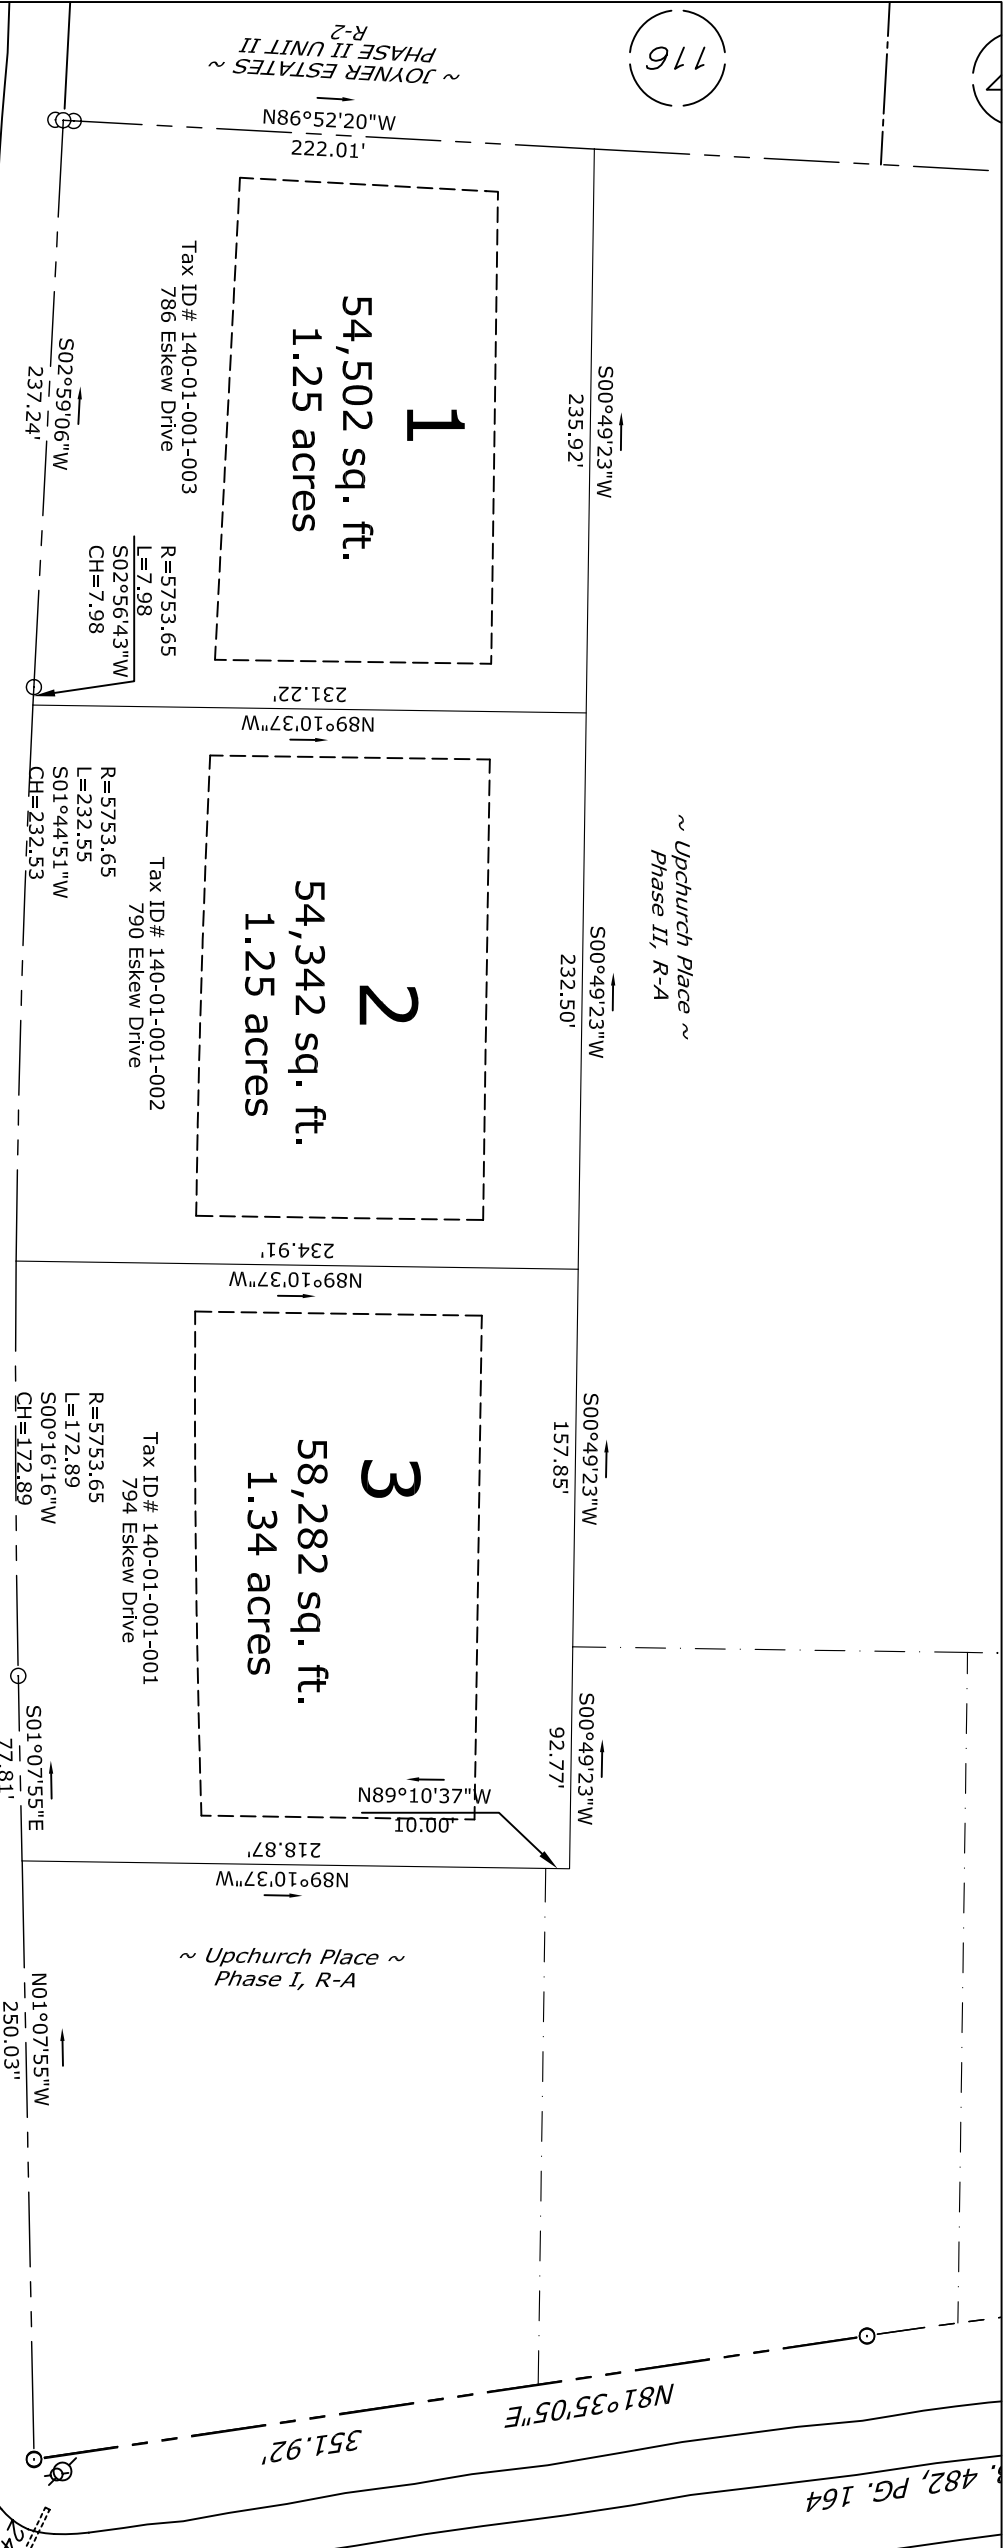 ~ JOYNER ESTATES ~
PHASE II UNIT II
R-2
116
N86°52'20"W
222.01'
1
54,502 sq. ft.
1.25 acres
Tax ID# 140-01-001-003
786 Eskew Drive
S02°59'06"W
237.24'
S00°49'23"W
235.92'
R=5753.65
L=7.98
S02°56'43"W
CH=7.98
231.22'
N89°10'37"W
R=5753.65
L=232.55
S01°44'51"W
CH=232.53
2
54,342 sq. ft.
1.25 acres
Tax ID# 140-01-001-002
790 Eskew Drive
S00°49'23"W
232.50'
~ Upchurch Place ~
Phase II, R-A
234.91'
N89°10'37"W
3
58,282 sq. ft.
1.34 acres
Tax ID# 140-01-001-001
794 Eskew Drive
R=5753.65
L=172.89
S00°16'16"W
CH=172.89
S00°49'23"W
157.85'
S00°49'23"W
92.77'
S01°07'55"E
77.81'
N89°10'37"W
10.00'
218.87'
N89°10'37"W
~ Upchurch Place ~
Phase I, R-A
N01°07'55"W
250.03"
N81°35'05"E
351.92'
482, PG. 164